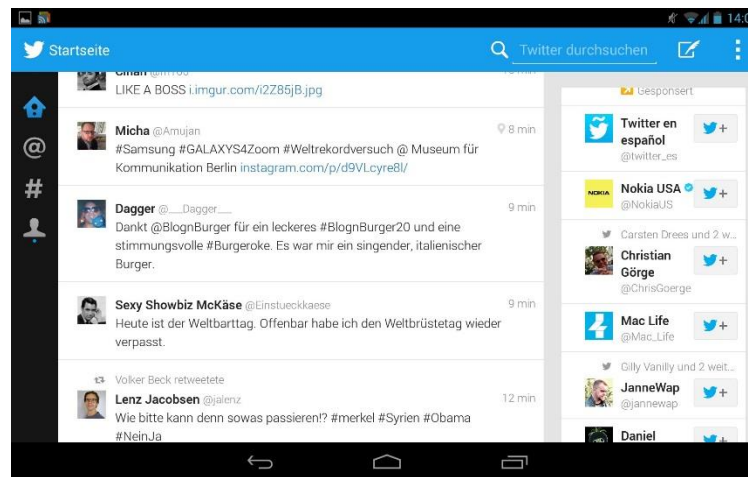 14:0
Startseite
Twitter durchsuchen
LIKE A BOSS i.imgur.com/i2Z85jB.jpg
Micha @Amujan
8 min
#Samsung #GALAXYS4Zoom #Weltrekordversuch @ Museum für
Kommunikation Berlin instagram.com/p/d9VLcyre8l/
Dagger @___Dagger___
9 min
Dankt @BlognBurger für ein leckeres #BlognBurger20 und eine
stimmungsvolle #Burgeroke. Es war mir ein singender, italienischer
Burger.
Sexy Showbiz McKäse @Einstueckkaese
9 min
Heute ist der Weltbarttag. Offenbar habe ich den Weltbrüstetag wieder
verpasst.
Volker Beck retweetete
Lenz Jacobsen @jalenz
12 min
Wie bitte kann denn sowas passieren!? #merkel #Syrien #Obama
#NeinJa
Gesponsert
Twitter en
español
@twitter_es
NOKIA
Nokia USA
@NokiaUS
Carsten Drees und 2 w...
Christian
Görge
@ChrisGoerge
Mac Life
@Mac_Life
Gilly Vanilly und 2 weit...
JanneWap
@jannewap
Daniel